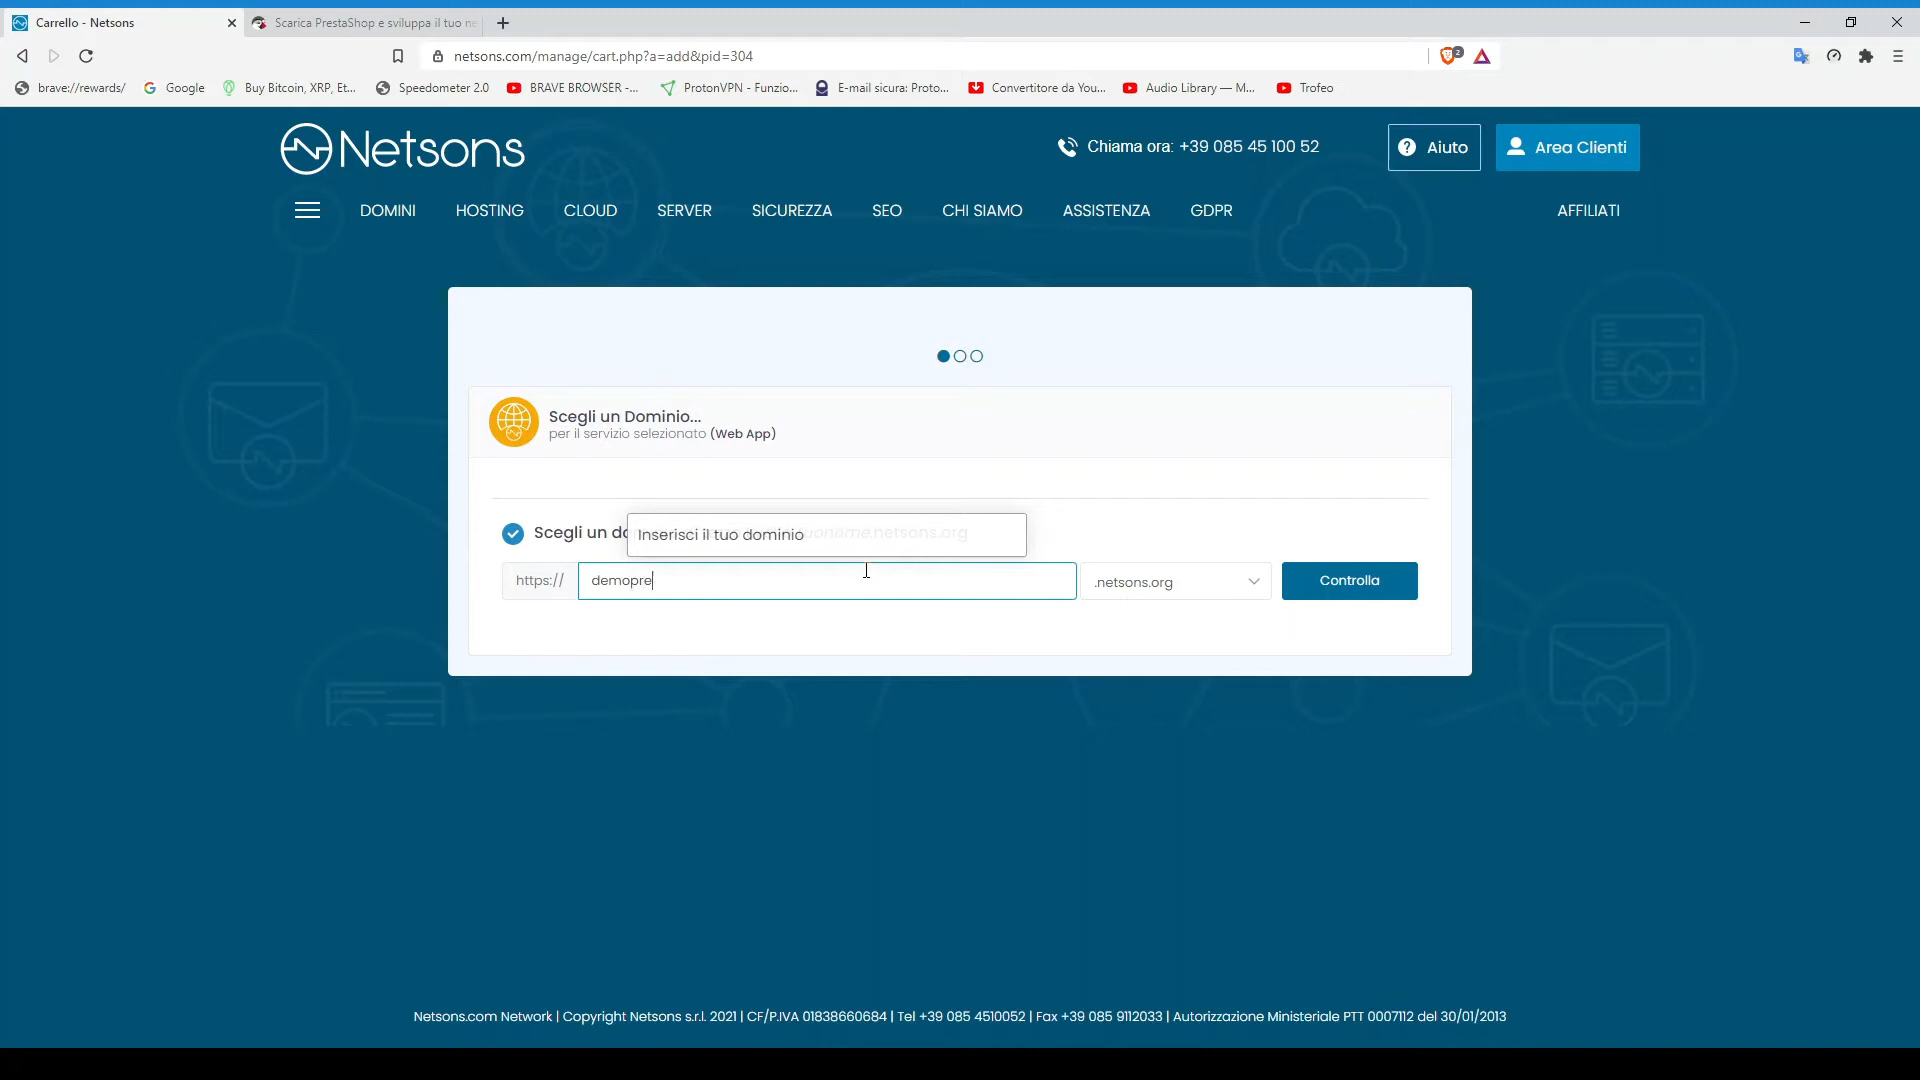 Carrello - Netsons
Scarica PrestaShop e sviluppa il tuo ne
netsons.com/manage/cart.php?a=add&pid=304
2
brave://rewards/
Google
Buy Bitcoin, XRP, Et...
Speedometer 2.0
BRAVE BROWSER -...
ProtonVPN - Funzio...
E-mail sicura: Proto...
Convertitore da You...
Audio Library — M...
Trofeo
Netsons
Chiama ora: +39 085 45 100 52
Aiuto
Area Clienti
DOMINI
HOSTING
CLOUD
SERVER
SICUREZZA
SEO
CHI SIAMO
ASSISTENZA
GDPR
AFFILIATI
Scegli un Dominio...
per il servizio selezionato (Web App)
Scegli un do
Inserisci il tuo dominio
uoname.netsons.org
https://
demopre
.netsons.org
Controlla
Netsons.com Network | Copyright Netsons s.r.l. 2021 | CF/P.IVA 01838660684 | Tel +39 085 4510052 | Fax +39 085 9112033 | Autorizzazione Ministeriale PTT 0007112 del 30/01/2013